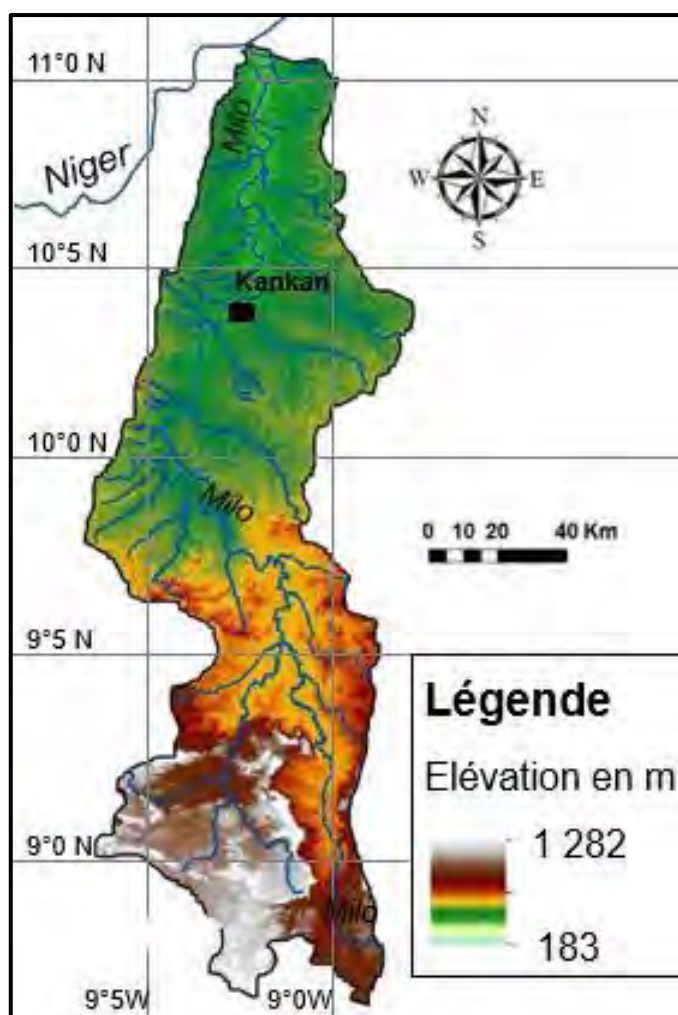 11°0 N
Milo
Niger
N
W E
S
10°5 N
Kankan
10°0 N
Milo
0 10 20 40 Km
9°5 N
Légende
Elévation en m
1 282
183
9°0 N
Milo
9°5W 9°0W